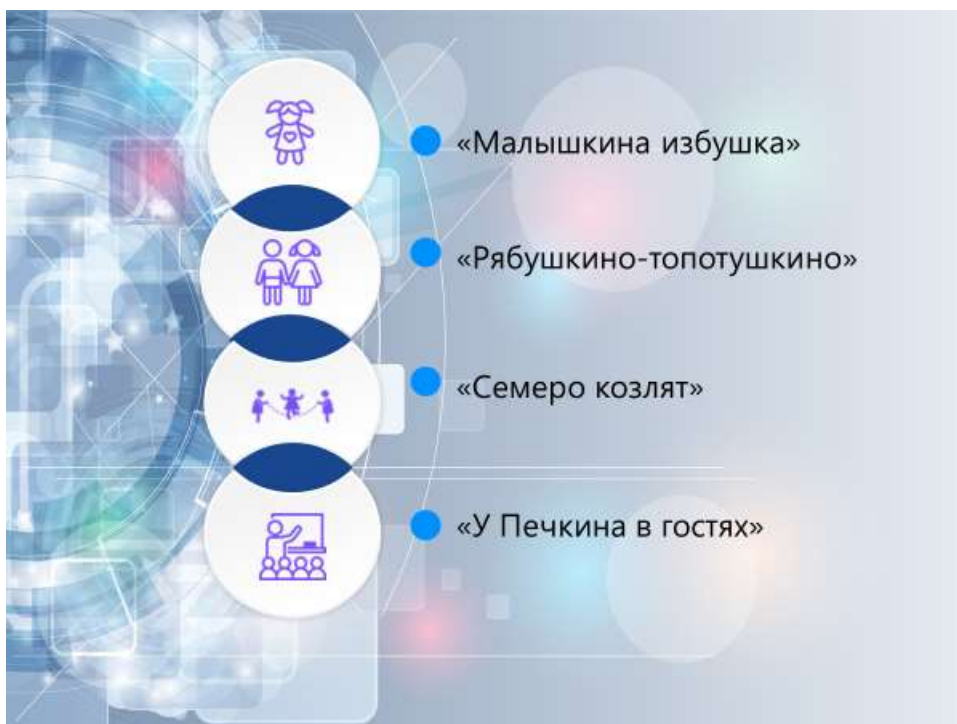 «Малышкина избушка»
«Рябушкино-топотушкино»
«Семеро козлят»
«У Печкина в гостях»